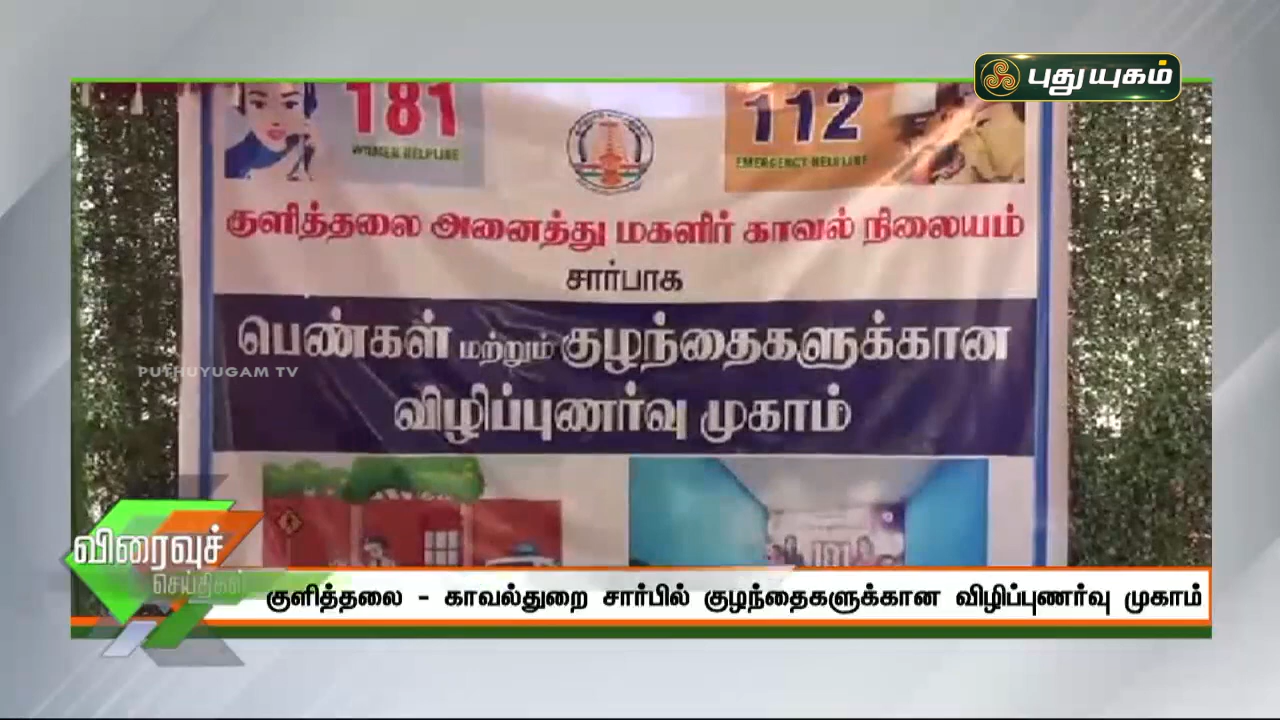 புதுயுகம்
181
112
WOMEN HELPLINE
EMERGENCY HELPLINE
குளித்தலை அனைத்து மகளிர் காவல் நிலையம்
சார்பாக
பெண்கள் மற்றும் குழந்தைகளுக்கான
விழிப்புணர்வு முகாம்
PUTHUYUGAM TV
விரைவுச்
செய்திகள்
குளித்தலை - காவல்துறை சார்பில் குழந்தைகளுக்கான விழிப்புணர்வு முகாம்